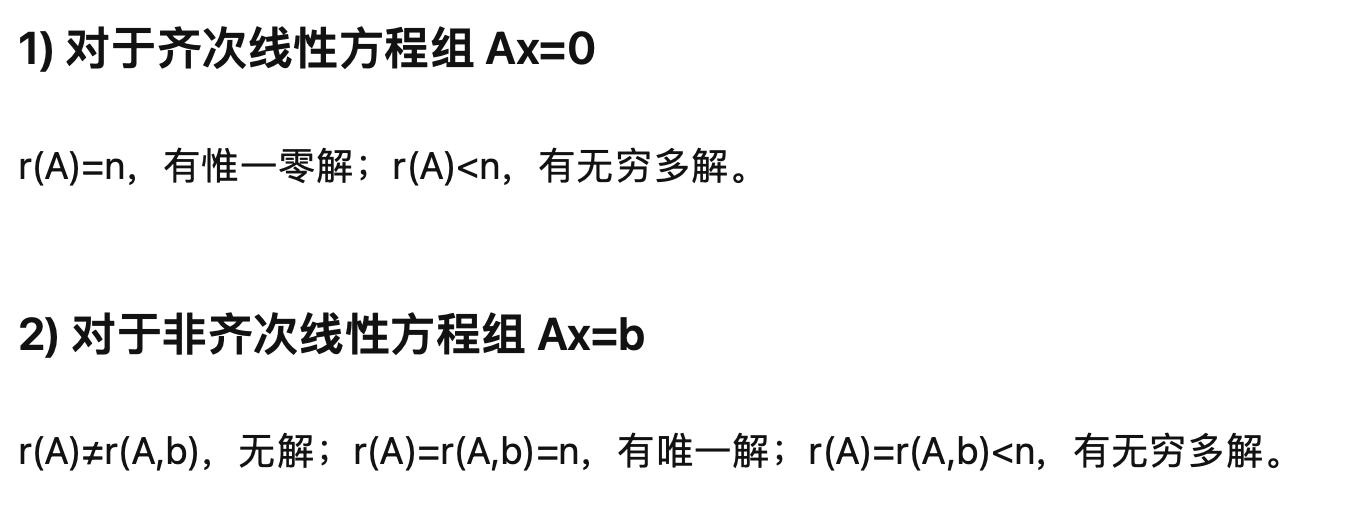 1) 对于齐次线性方程组 Ax=0
r(A)=n，有惟一零解；r(A)<n，有无穷多解。
2) 对于非齐次线性方程组 Ax=b
r(A)≠r(A,b)，无解；r(A)=r(A,b)=n，有唯一解；r(A)=r(A,b)<n，有无穷多解。